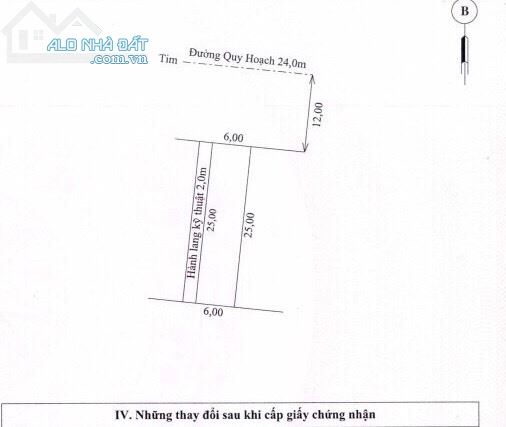 ALO NHÀ ĐẤT
.com.vn
B
Tim Đường Quy Hoạch 24,0m
12,00
6,00
Hành lang kỹ thuật 2,0m
25,00
25,00
6,00
IV. Những thay đổi sau khi cấp giấy chứng nhận